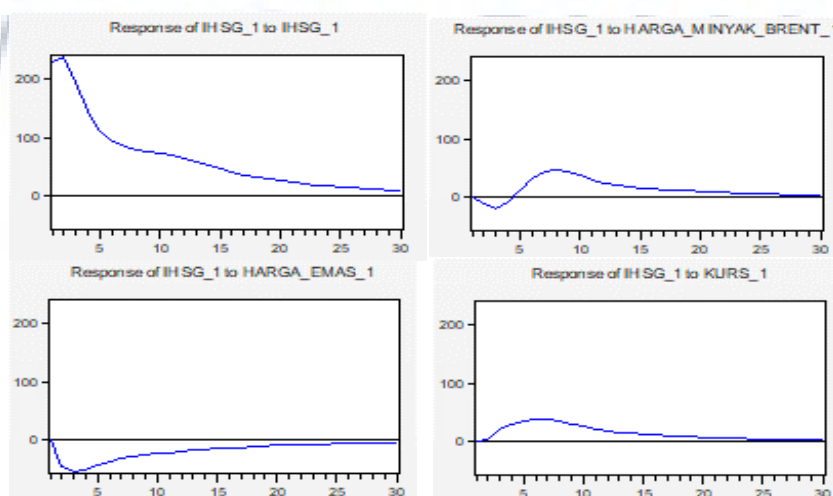 Response of IHSG_1 to IHSG_1
200
100
0
5 10 15 20 25 30
Response of IHSG_1 to HARGA_MINYAK_BRENT_1
200
100
0
5 10 15 20 25 30
Response of IHSG_1 to HARGA_EMAS_1
200
100
0
5 10 15 20 25 30
Response of IHSG_1 to KURS_1
200
100
0
5 10 15 20 25 30